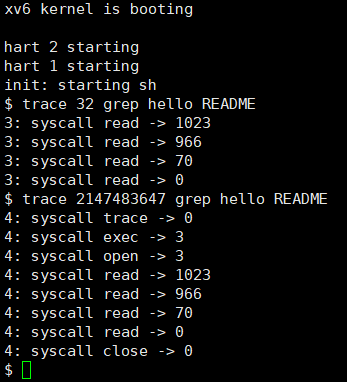 xv6 kernel is booting
hart 2 starting
hart 1 starting
init: starting sh
$ trace 32 grep hello README
3: syscall read -> 1023
3: syscall read -> 966
3: syscall read -> 70
3: syscall read -> 0
$ trace 2147483647 grep hello README
4: syscall trace -> 0
4: syscall exec -> 3
4: syscall open -> 3
4: syscall read -> 1023
4: syscall read -> 966
4: syscall read -> 70
4: syscall read -> 0
4: syscall close -> 0
$